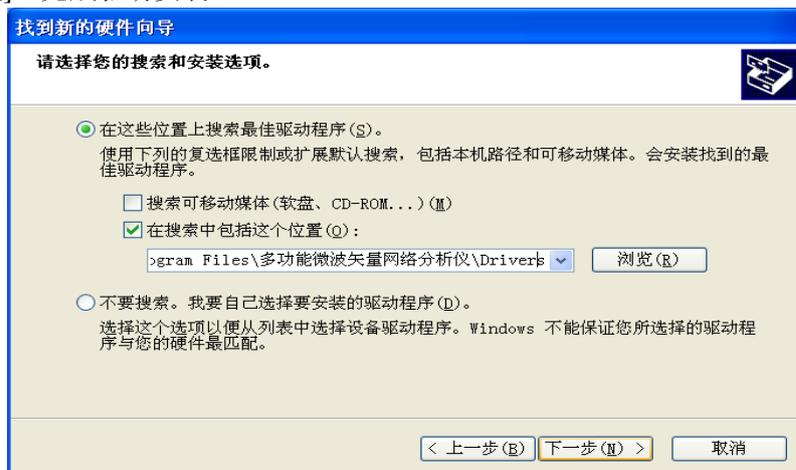 找到新的硬件向导
请选择您的搜索和安装选项。
在这些位置上搜索最佳驱动程序(S)。
使用下列的复选框限制或扩展默认搜索，包括本机路径和可移动媒体。会安装找到的最
佳驱动程序。
搜索可移动媒体(软盘、CD-ROM...)(M)
在搜索中包括这个位置(O):
ogram Files\多功能微波矢量网络分析仪\Drivers
浏览(R)
不要搜索。我要自己选择要安装的驱动程序(D)。
选择这个选项以便从列表中选择设备驱动程序。Windows 不能保证您所选择的驱动程
序与您的硬件最匹配。
< 上一步(B)
下一步(N) >
取消